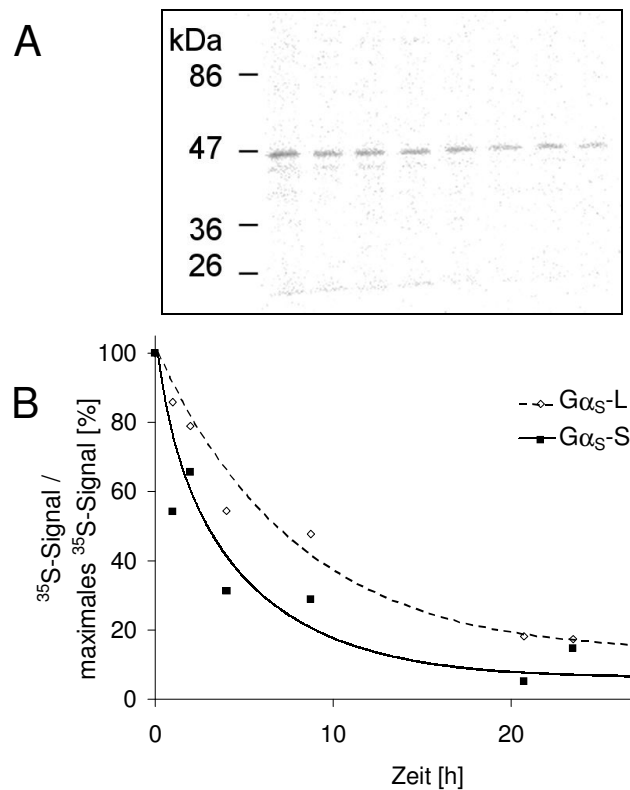 A
kDa
86
47
36
26
B
³⁵S-Signal /
maximales ³⁵S-Signal [%]
100
80
60
40
20
0
GαS-L
GαS-S
0
10
20
Zeit [h]